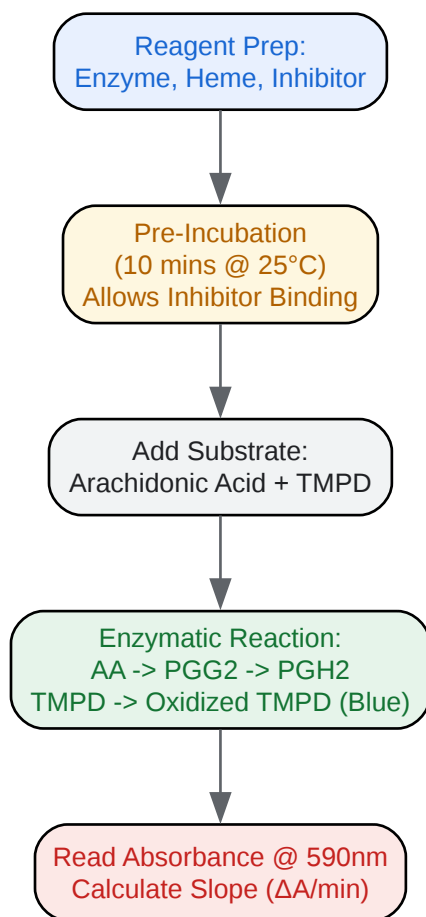 Reagent Prep:
Enzyme, Heme, Inhibitor
Pre-Incubation
(10 mins @ 25°C)
Allows Inhibitor Binding
Add Substrate:
Arachidonic Acid + TMPD
Enzymatic Reaction:
AA -> PGG2 -> PGH2
TMPD -> Oxidized TMPD (Blue)
Read Absorbance @ 590nm
Calculate Slope (ΔA/min)